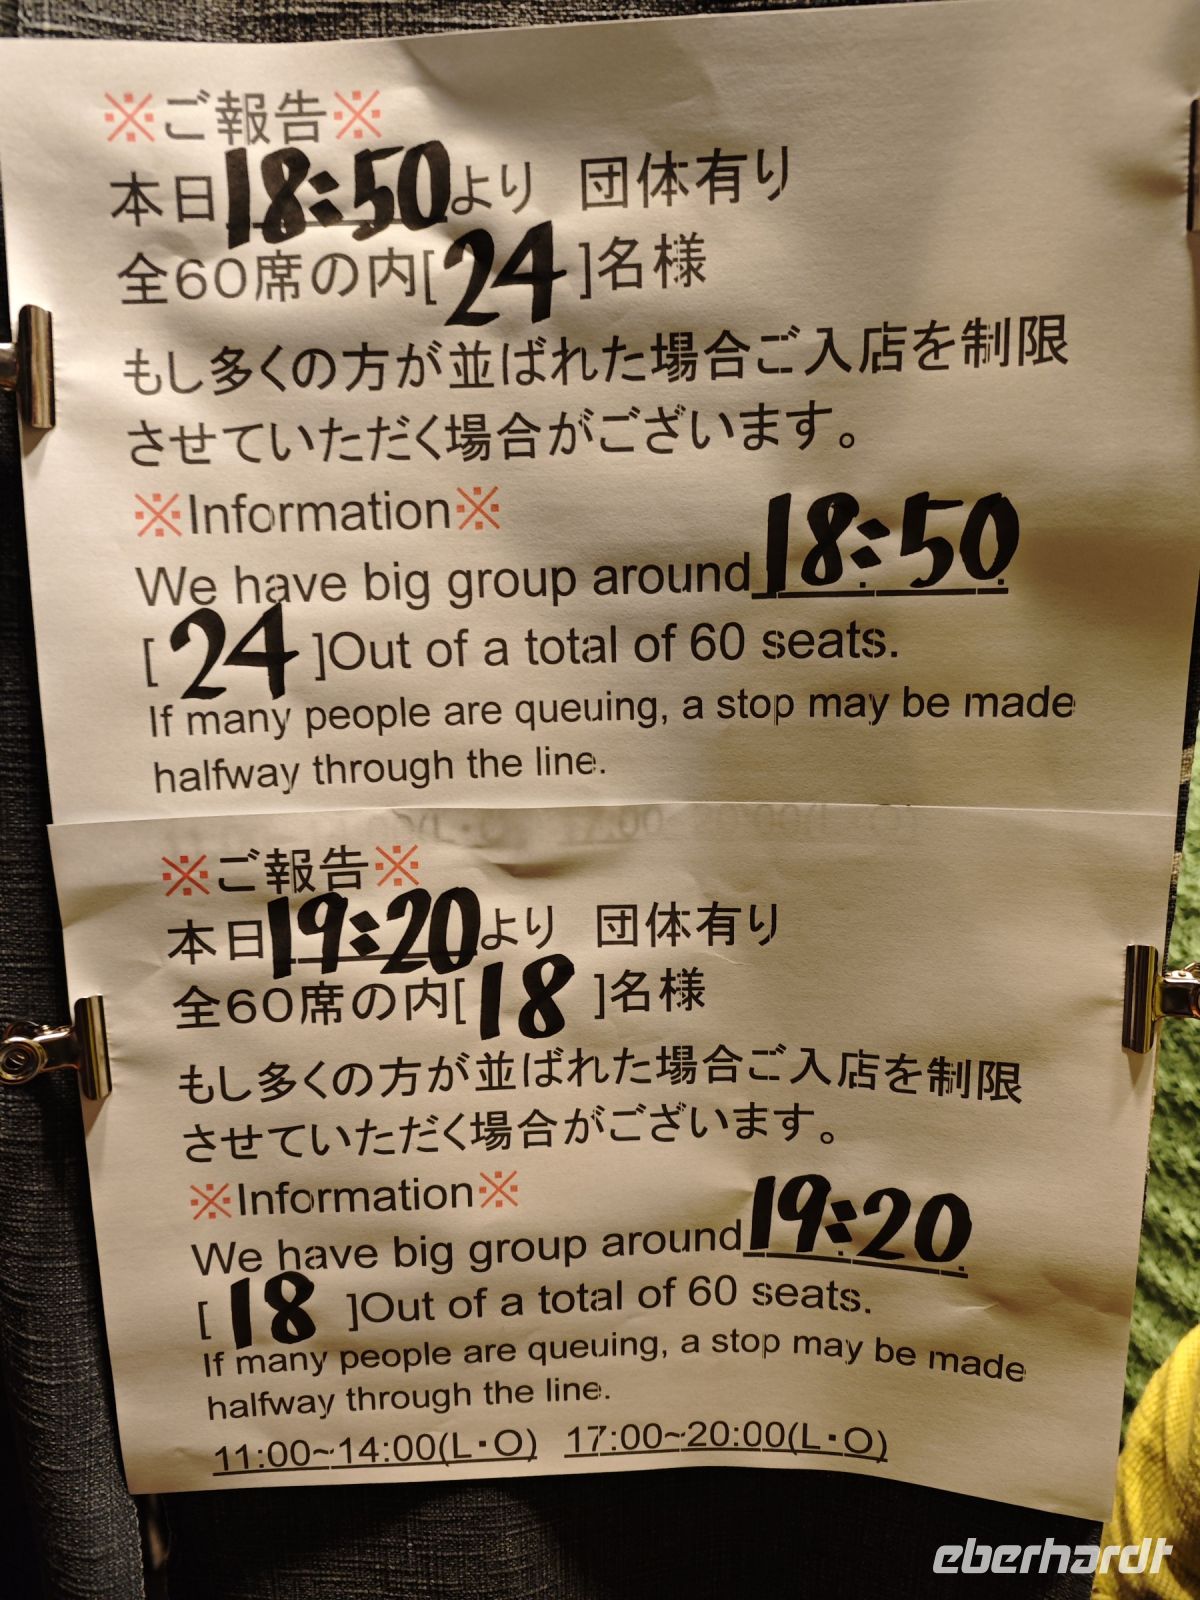 ※ご報告※
本日18:50より 団体有り
全60席の内[24]名様
もし多くの方が並ばれた場合ご入店を制限
させていただく場合がございます。
※Information※
We have big group around 18:50
[24]Out of a total of 60 seats.
If many people are queuing, a stop may be made
halfway through the line.
※ご報告※
本日19:20より 団体有り
全60席の内[18]名様
もし多くの方が並ばれた場合ご入店を制限
させていただく場合がございます。
※Information※
We have big group around 19:20
[18]Out of a total of 60 seats.
If many people are queuing, a stop may be made
halfway through the line.
11:00~14:00(L・O) 17:00~20:00(L・O)
eberhardt